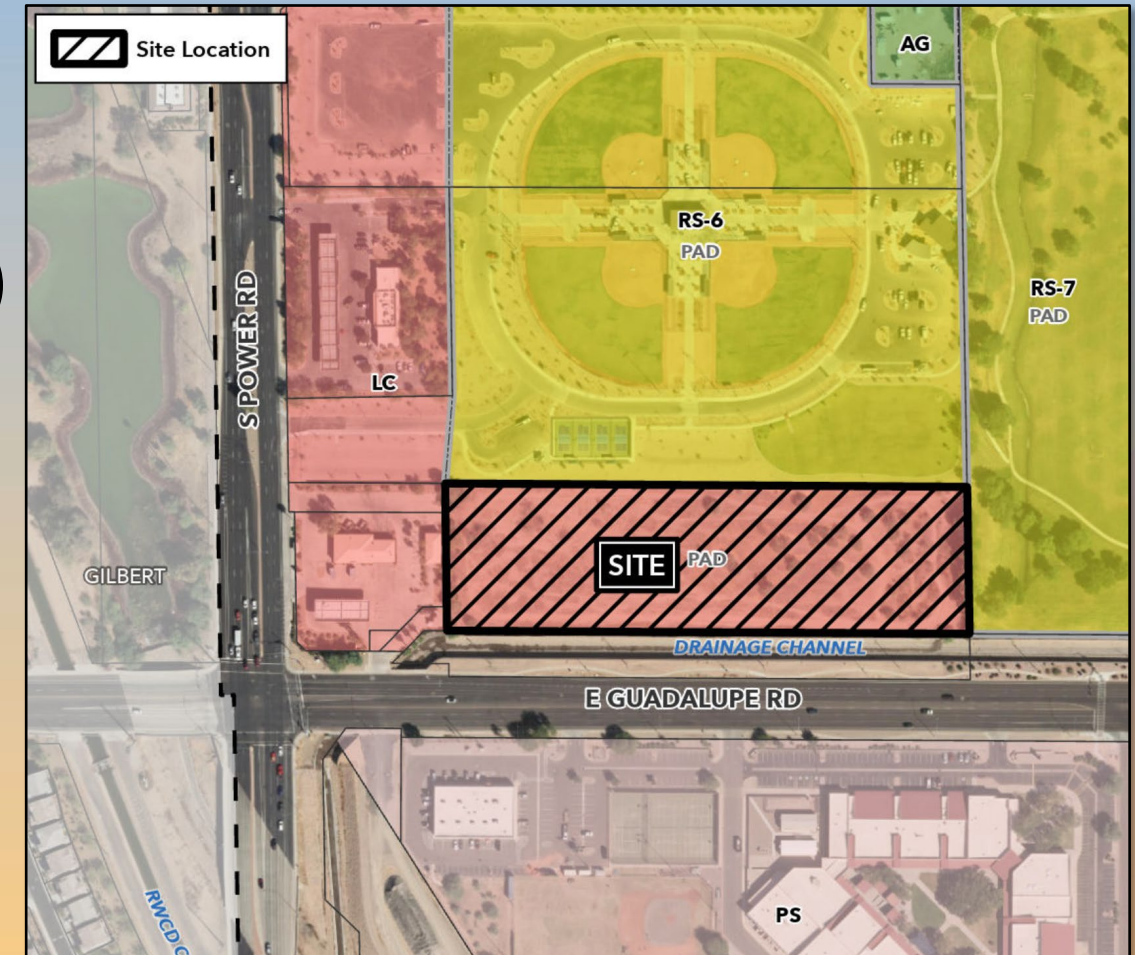 Site Location
AG
RS-6
PAD
RS-7
PAD
S POWER RD
LC
SITE
PAD
GILBERT
DRAINAGE CHANNEL
E GUADALUPE RD
RWCD
PS